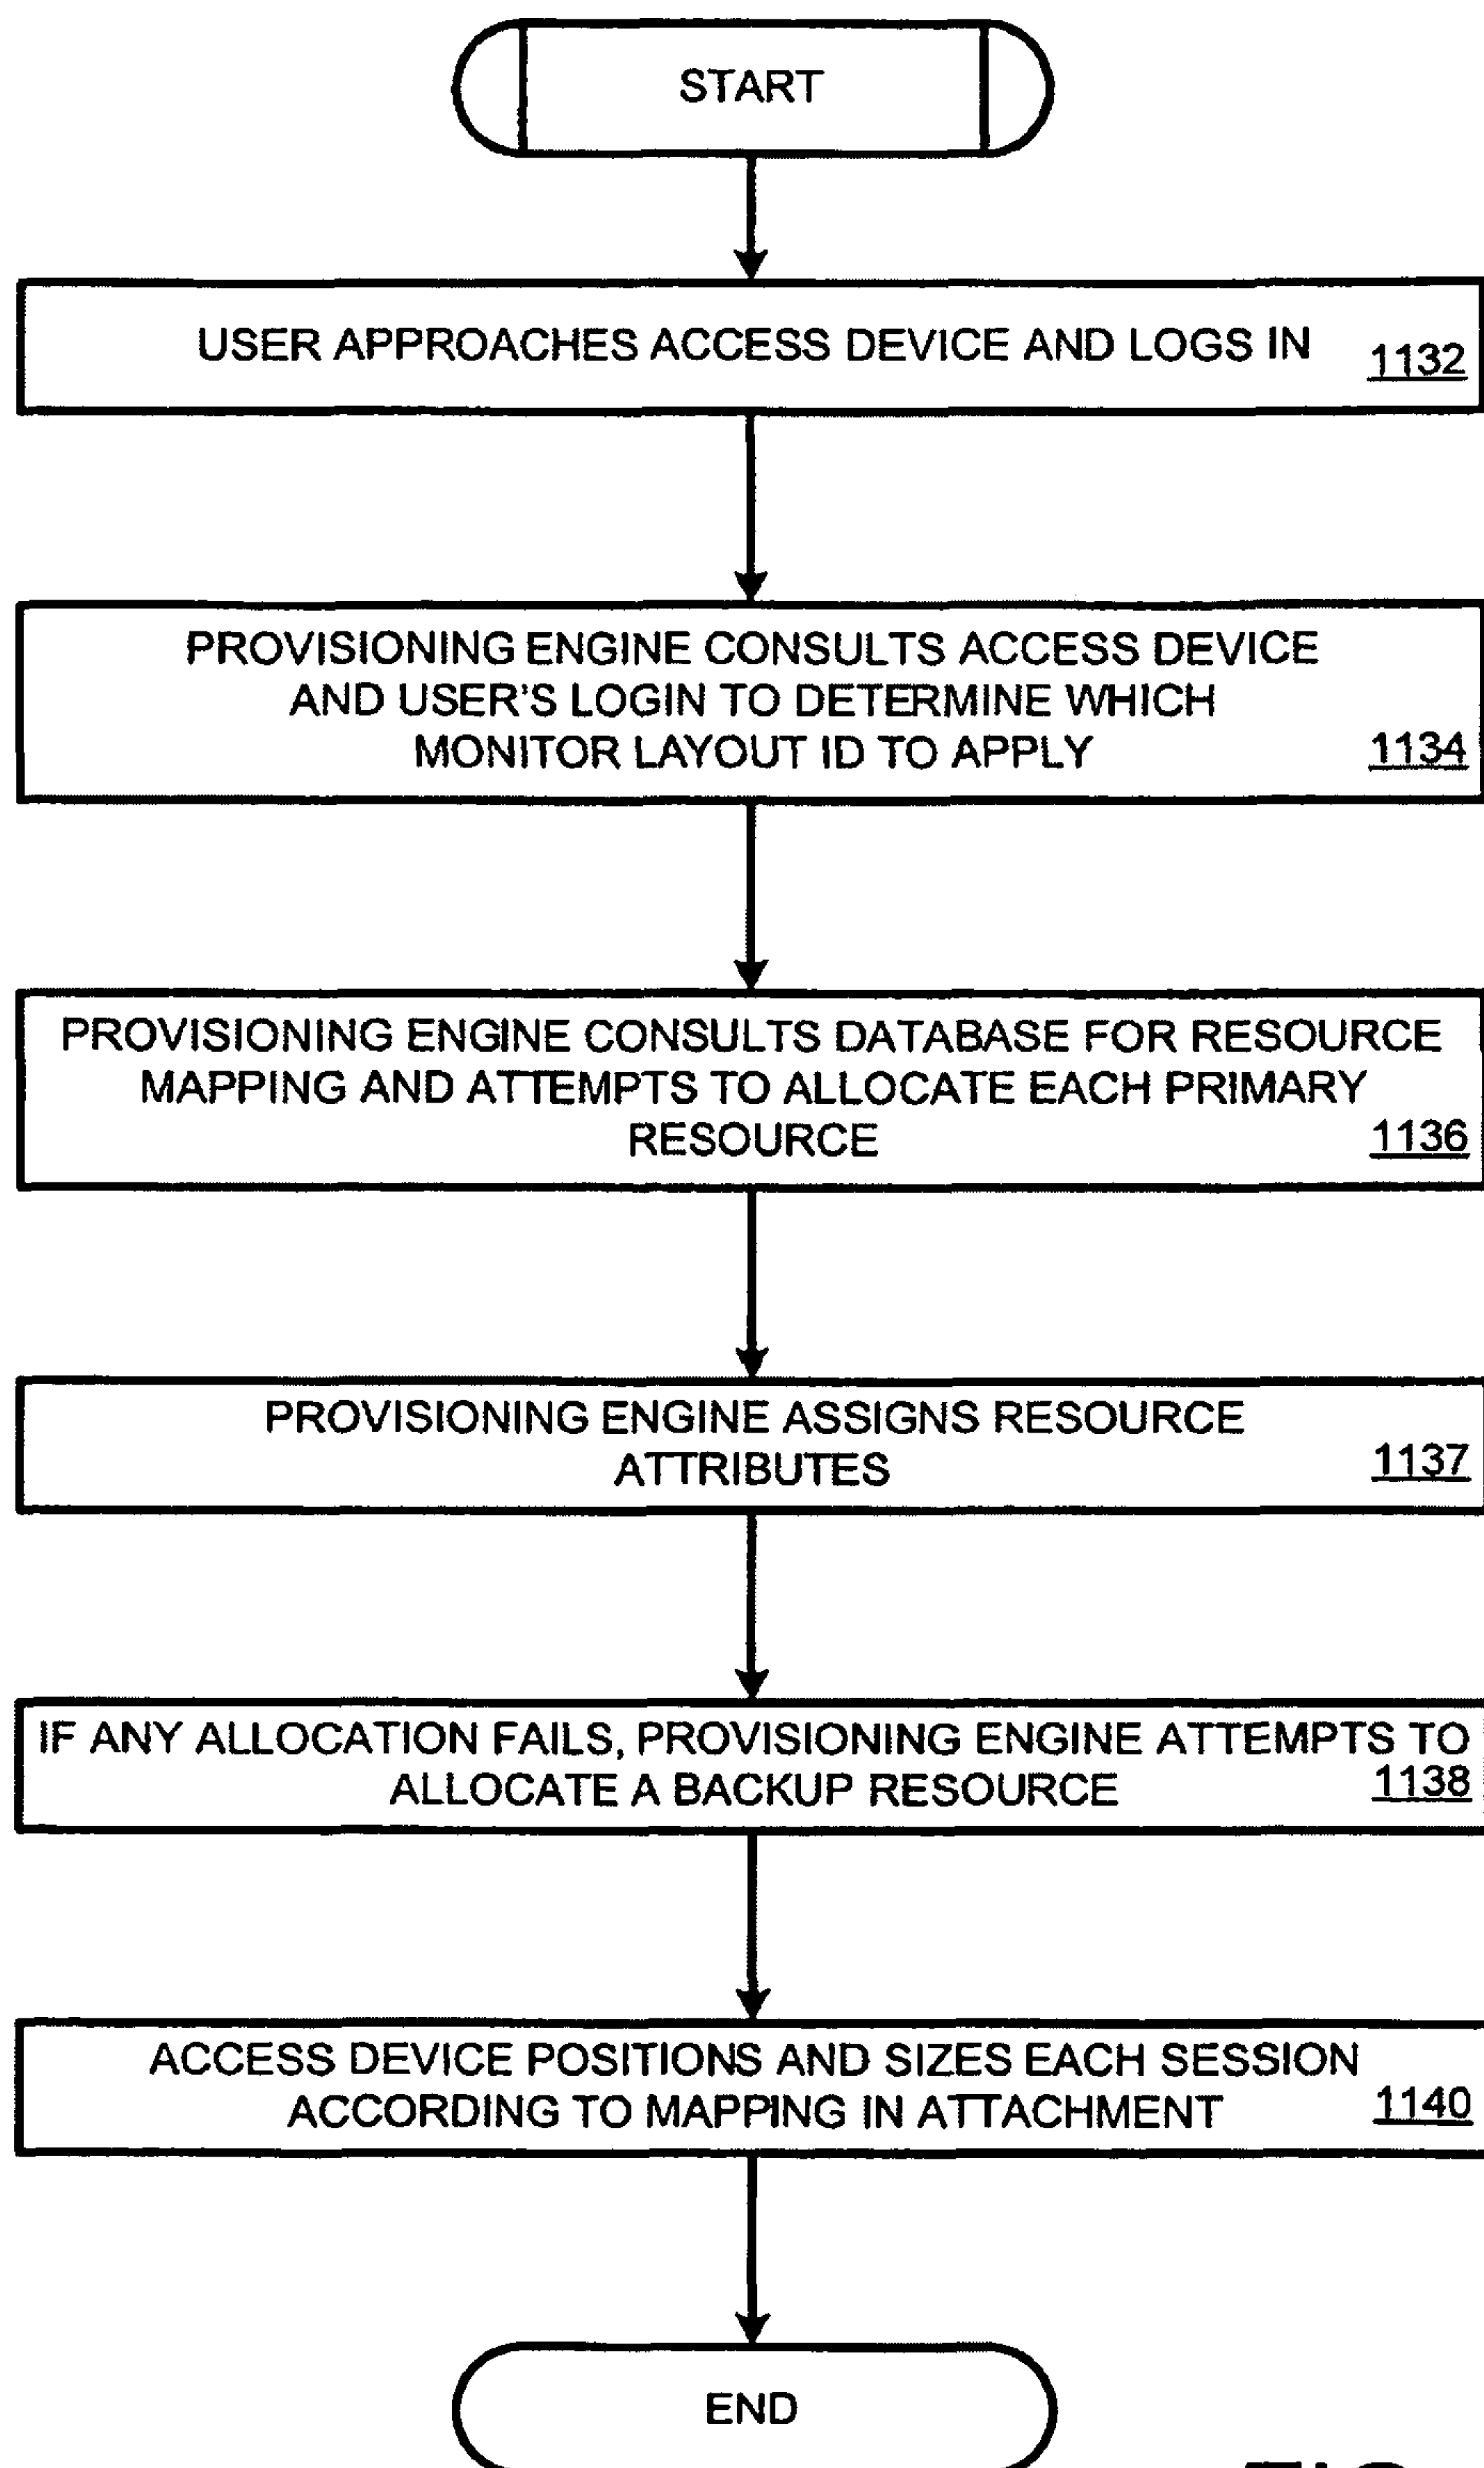 START
USER APPROACHES ACCESS DEVICE AND LOGS IN 1132
PROVISIONING ENGINE CONSULTS ACCESS DEVICE
AND USER'S LOGIN TO DETERMINE WHICH
MONITOR LAYOUT ID TO APPLY 1134
PROVISIONING ENGINE CONSULTS DATABASE FOR RESOURCE
MAPPING AND ATTEMPTS TO ALLOCATE EACH PRIMARY
RESOURCE 1136
PROVISIONING ENGINE ASSIGNS RESOURCE
ATTRIBUTES 1137
IF ANY ALLOCATION FAILS, PROVISIONING ENGINE ATTEMPTS TO
ALLOCATE A BACKUP RESOURCE 1138
ACCESS DEVICE POSITIONS AND SIZES EACH SESSION
ACCORDING TO MAPPING IN ATTACHMENT 1140
END